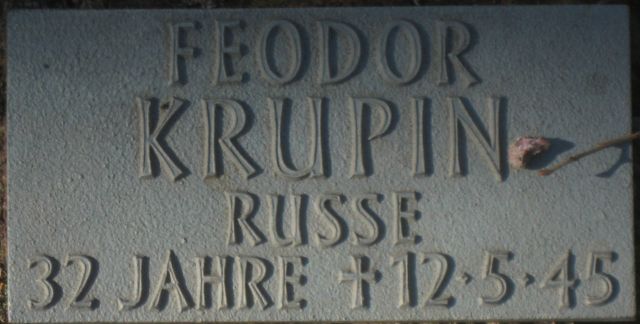 FEODOR
KRUPIN
RUSSE
32 JAHRE ✝ 12·5·45